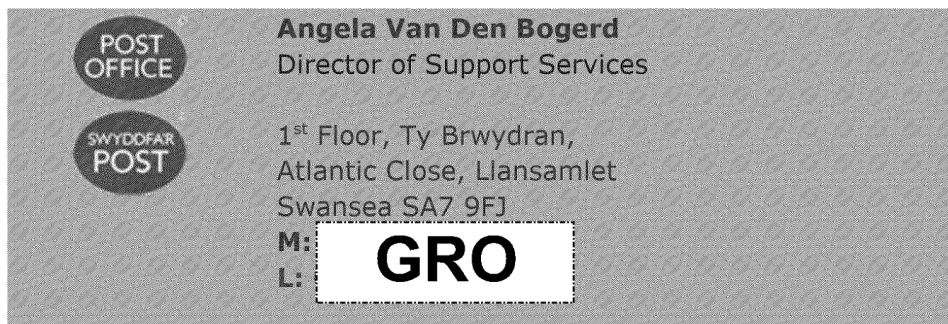 POST
OFFICE
SWYDDFA'R
POST
Angela Van Den Bogerd
Director of Support Services
1st Floor, Ty Brwydran,
Atlantic Close, Llansamlet
Swansea SA7 9FJ
M:
L:
GRO